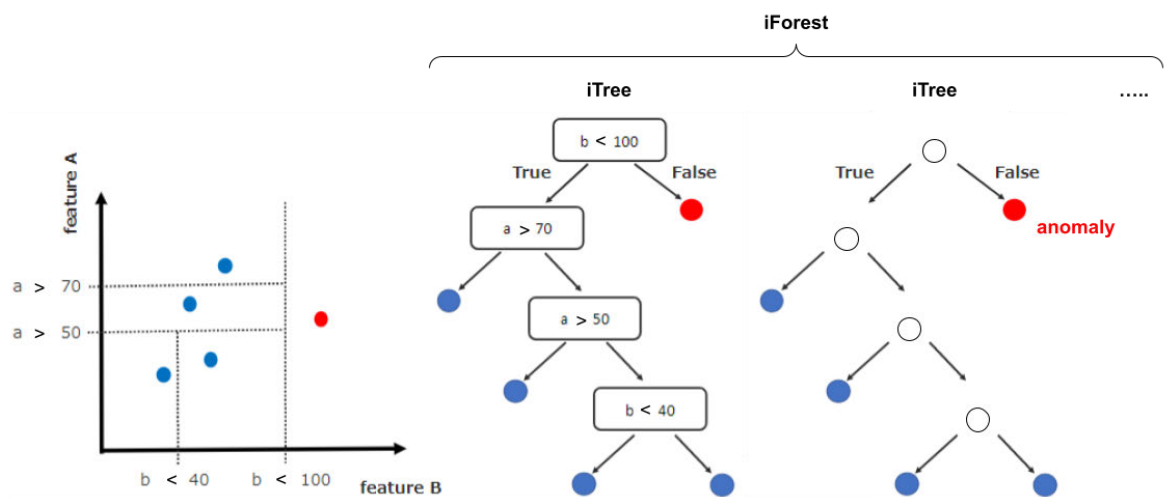 iForest
iTree
iTree
.....
b < 100
True
False
True
False
feature A
a > 70
anomaly
a > 70
a > 50
a > 50
b < 40
b < 40
b < 100
feature B